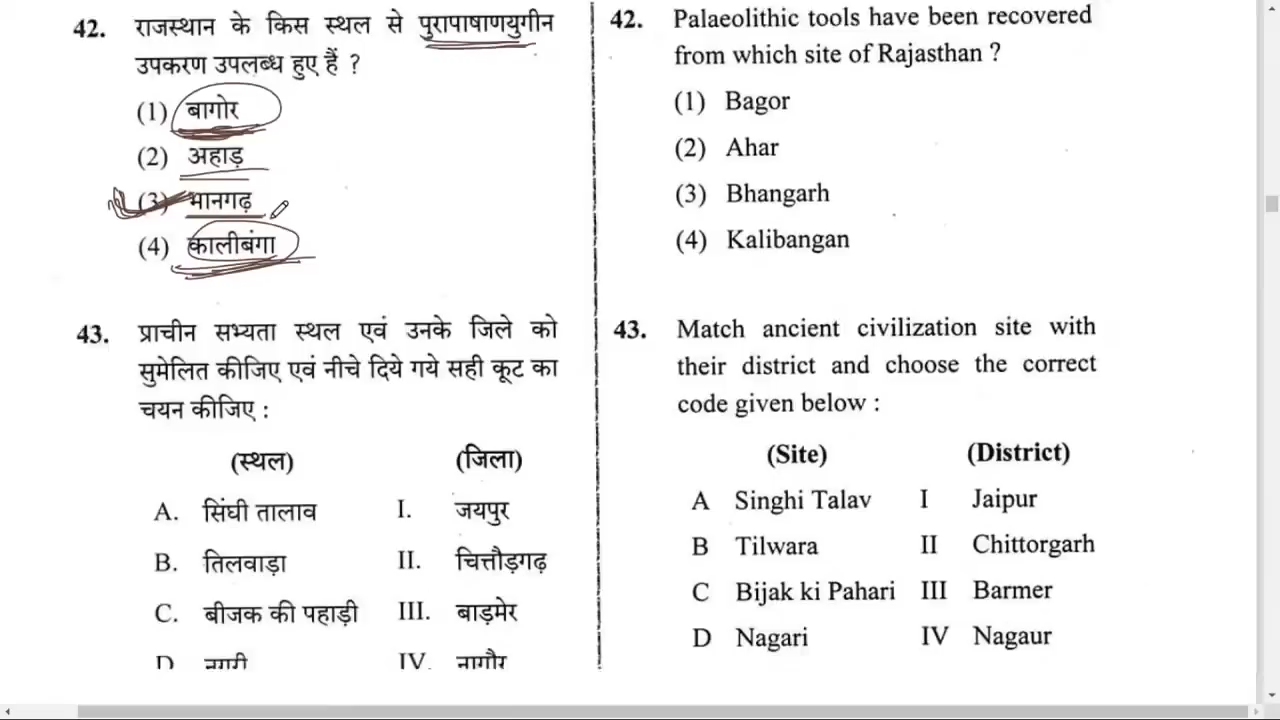 42. राजस्थान के किस स्थल से पुरापाषाणयुगीन
उपकरण उपलब्ध हुए हैं ?
(1) बागोर
(2) अहाड़
(3) भानगढ़
(4) कालीबंगा
43. प्राचीन सभ्यता स्थल एवं उनके जिले को
सुमेलित कीजिए एवं नीचे दिये गये सही कूट का
चयन कीजिए :
(स्थल) (जिला)
A. सिंघी तालाव I. जयपुर
B. तिलवाड़ा II. चित्तौड़गढ़
C. बीजक की पहाड़ी III. बाड़मेर
D. नगरी IV. नागौर
42. Palaeolithic tools have been recovered
from which site of Rajasthan ?
(1) Bagor
(2) Ahar
(3) Bhangarh
(4) Kalibangan
43. Match ancient civilization site with
their district and choose the correct
code given below :
(Site) (District)
A Singhi Talav I Jaipur
B Tilwara II Chittorgarh
C Bijak ki Pahari III Barmer
D Nagari IV Nagaur